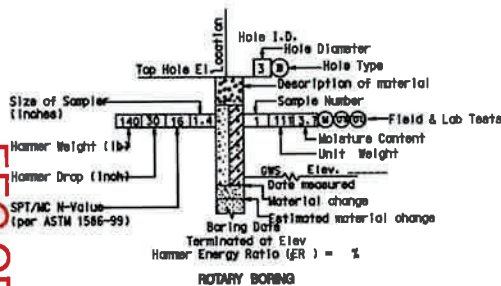 Location
Hole I.D.
Hole Diameter
3
Hole Type
Top Hole El.
Description of material
Size of Sampler
(Inches)
Sample Number
140 30 16 1.4
1 111 3.7
Field & Lab Tests
Moisture Content
Hammer Weight (lb)
Unit Weight
Hammer Drop (Inch)
GWS Elev.
Date measured
SPT/MC N-Value
(per ASTM 1586-99)
Material change
Estimated material change
Boring Date
Terminated at Elev
Hammer Energy Ratio (ER ) = %
ROTARY BORING